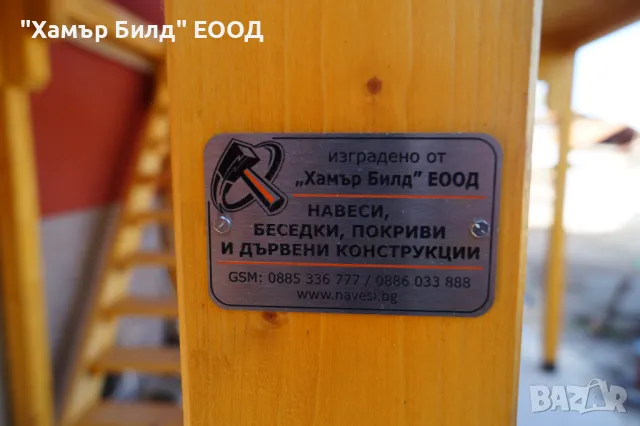 "Хамър Билд" ЕООД
изградено от
„Хамър Билд" ЕООД
НАВЕСИ,
БЕСЕДКИ, ПОКРИВИ
И ДЪРВЕНИ КОНСТРУКЦИИ
GSM: 0885 336 777 / 0886 033 888
www.navesi.bg
BAZAR